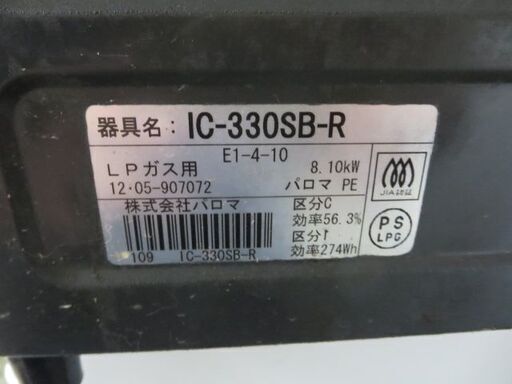 器具名: IC-330SB-R
E1-4-10
LPガス用 8.10kW
12・05-907072 パロマ PE
株式会社パロマ 区分C
効率56.3%
区分I
109 IC-330SB-R 効率274Wh
JIA認証
PS
LPG